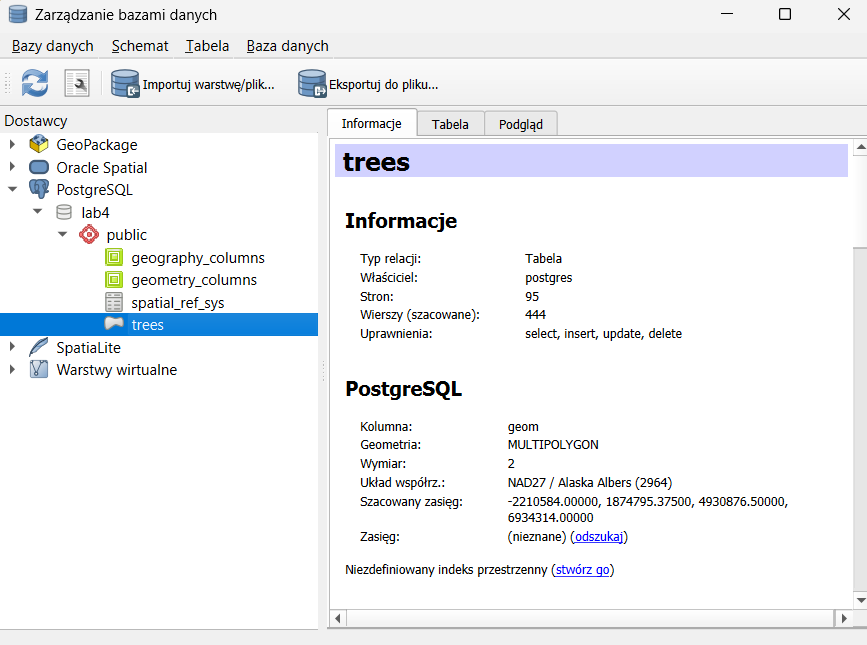 Zarządzanie bazami danych
Bazy danych Schemat Tabela Baza danych
Importuj warstwę/plik... Eksportuj do pliku...
Dostawcy
GeoPackage
Oracle Spatial
PostgreSQL
lab4
public
geography_columns
geometry_columns
spatial_ref_sys
trees
SpatiaLite
Warstwy wirtualne
Informacje Tabela Podgląd
trees
Informacje
Typ relacji: Tabela
Właściciel: postgres
Stron: 95
Wierszy (szacowane): 444
Uprawnienia: select, insert, update, delete
PostgreSQL
Kolumna: geom
Geometria: MULTIPOLYGON
Wymiar: 2
Układ współrz.: NAD27 / Alaska Albers (2964)
Szacowany zasięg: -2210584.00000, 1874795.37500, 4930876.50000,
6934314.00000
Zasięg: (nieznane) (odszukaj)
Niezdefiniowany indeks przestrzenny (stwórz go)